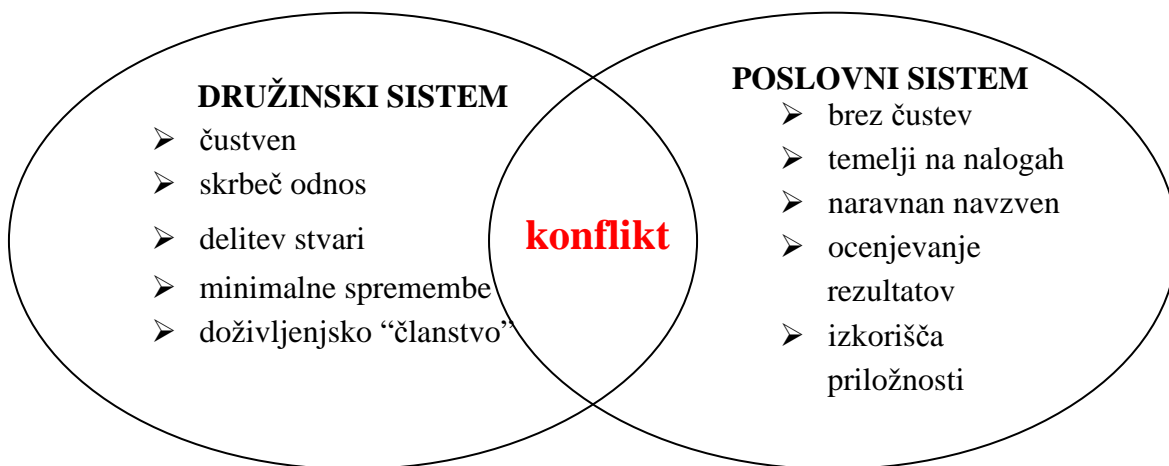 DRUŽINSKI SISTEM
➢ čustven
➢ skrbeč odnos
➢ delitev stvari
➢ minimalne spremembe
➢ doživljenjsko “članstvo”
konflikt
POSLOVNI SISTEM
➢ brez čustev
➢ temelji na nalogah
➢ naravnan navzven
➢ ocenjevanje
rezultatov
➢ izkorišča
priložnosti